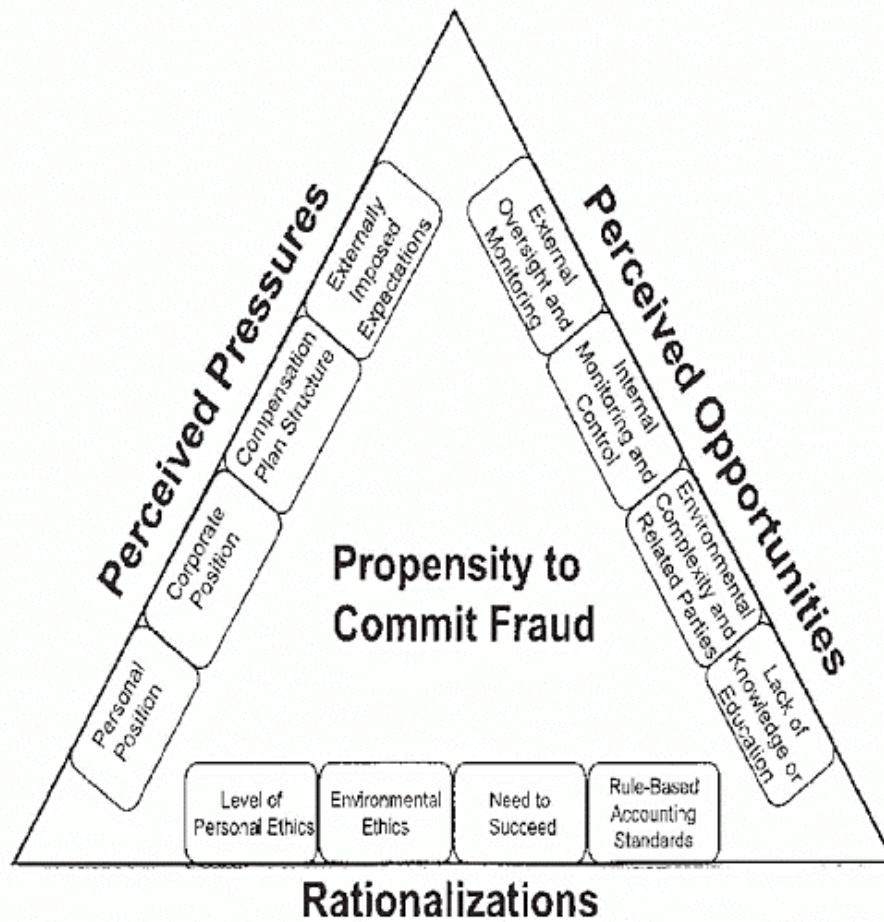 Perceived Pressures
Externally
Imposed
Expectations
Compensation
Plan Structure
Corporate
Position
Personal
Position
Perceived Opportunities
External
Oversight and
Monitoring
Internal
Monitoring and
Control
Environmental
Complexity and
Related Parties
Lack of
Knowledge or
Education
Propensity to
Commit Fraud
Level of
Personal Ethics
Environmental
Ethics
Need to
Succeed
Rule-Based
Accounting
Standards
Rationalizations